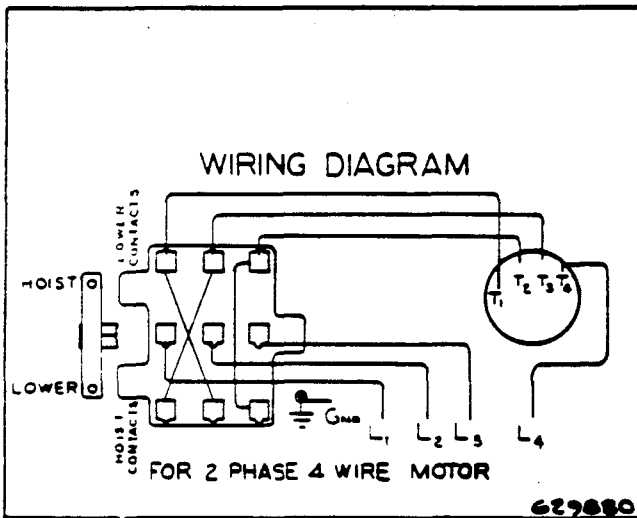 WIRING DIAGRAM
LOWER CONTACTS
HOIST
LOWER
HOIST CONTACTS
T1 T2 T3 T4
GND
L1 L2 L3 L4
FOR 2 PHASE 4 WIRE MOTOR
629880